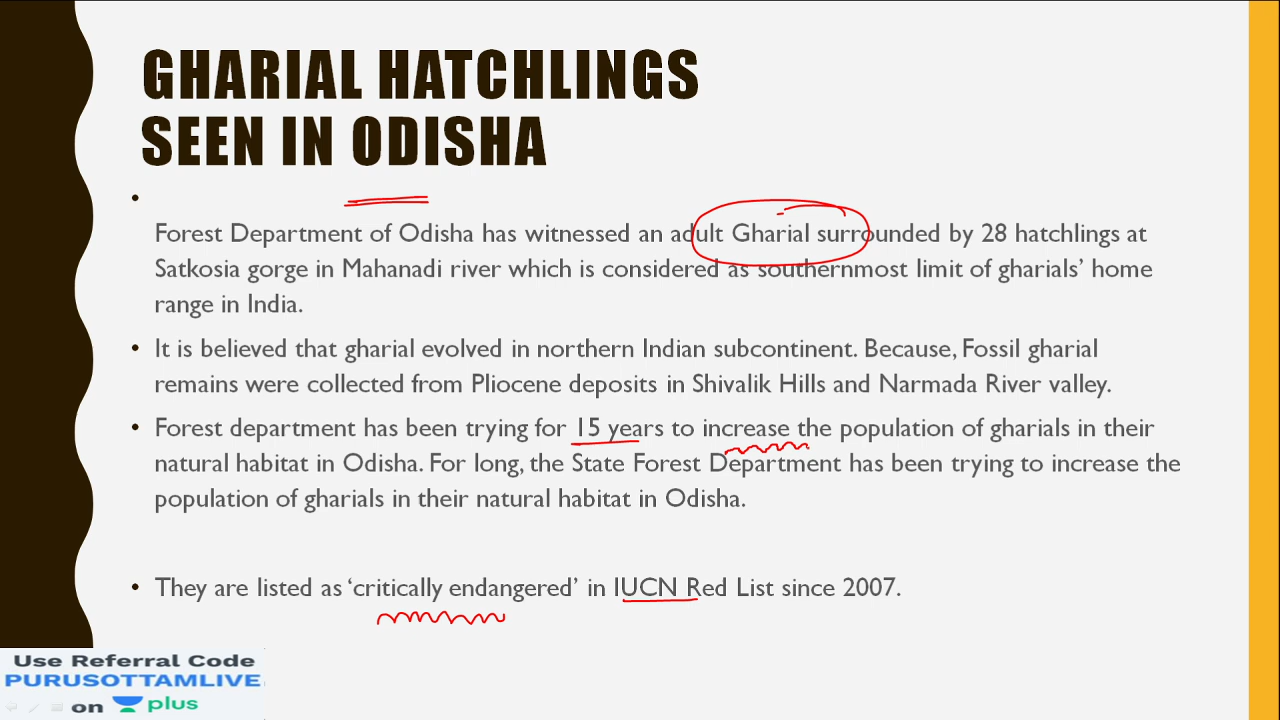 GHARIAL HATCHLINGS
SEEN IN ODISHA
•
Forest Department of Odisha has witnessed an adult Gharial surrounded by 28 hatchlings at
Satkosia gorge in Mahanadi river which is considered as southernmost limit of gharials’ home
range in India.
• It is believed that gharial evolved in northern Indian subcontinent. Because, Fossil gharial
remains were collected from Pliocene deposits in Shivalik Hills and Narmada River valley.
• Forest department has been trying for 15 years to increase the population of gharials in their
natural habitat in Odisha. For long, the State Forest Department has been trying to increase the
population of gharials in their natural habitat in Odisha.
• They are listed as ‘critically endangered’ in IUCN Red List since 2007.
Use Referral Code
PURUSOTTAMLIVE
on plus